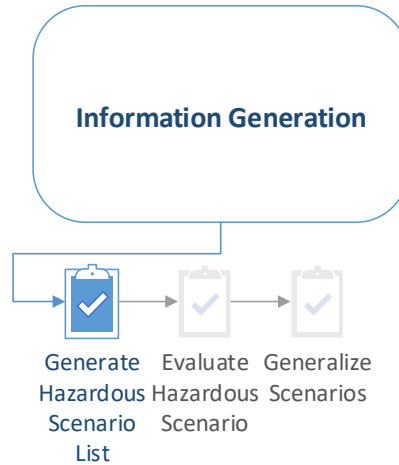 Information Generation
Generate
Hazardous
Scenario
List
Evaluate
Hazardous
Scenario
Generalize
Scenarios